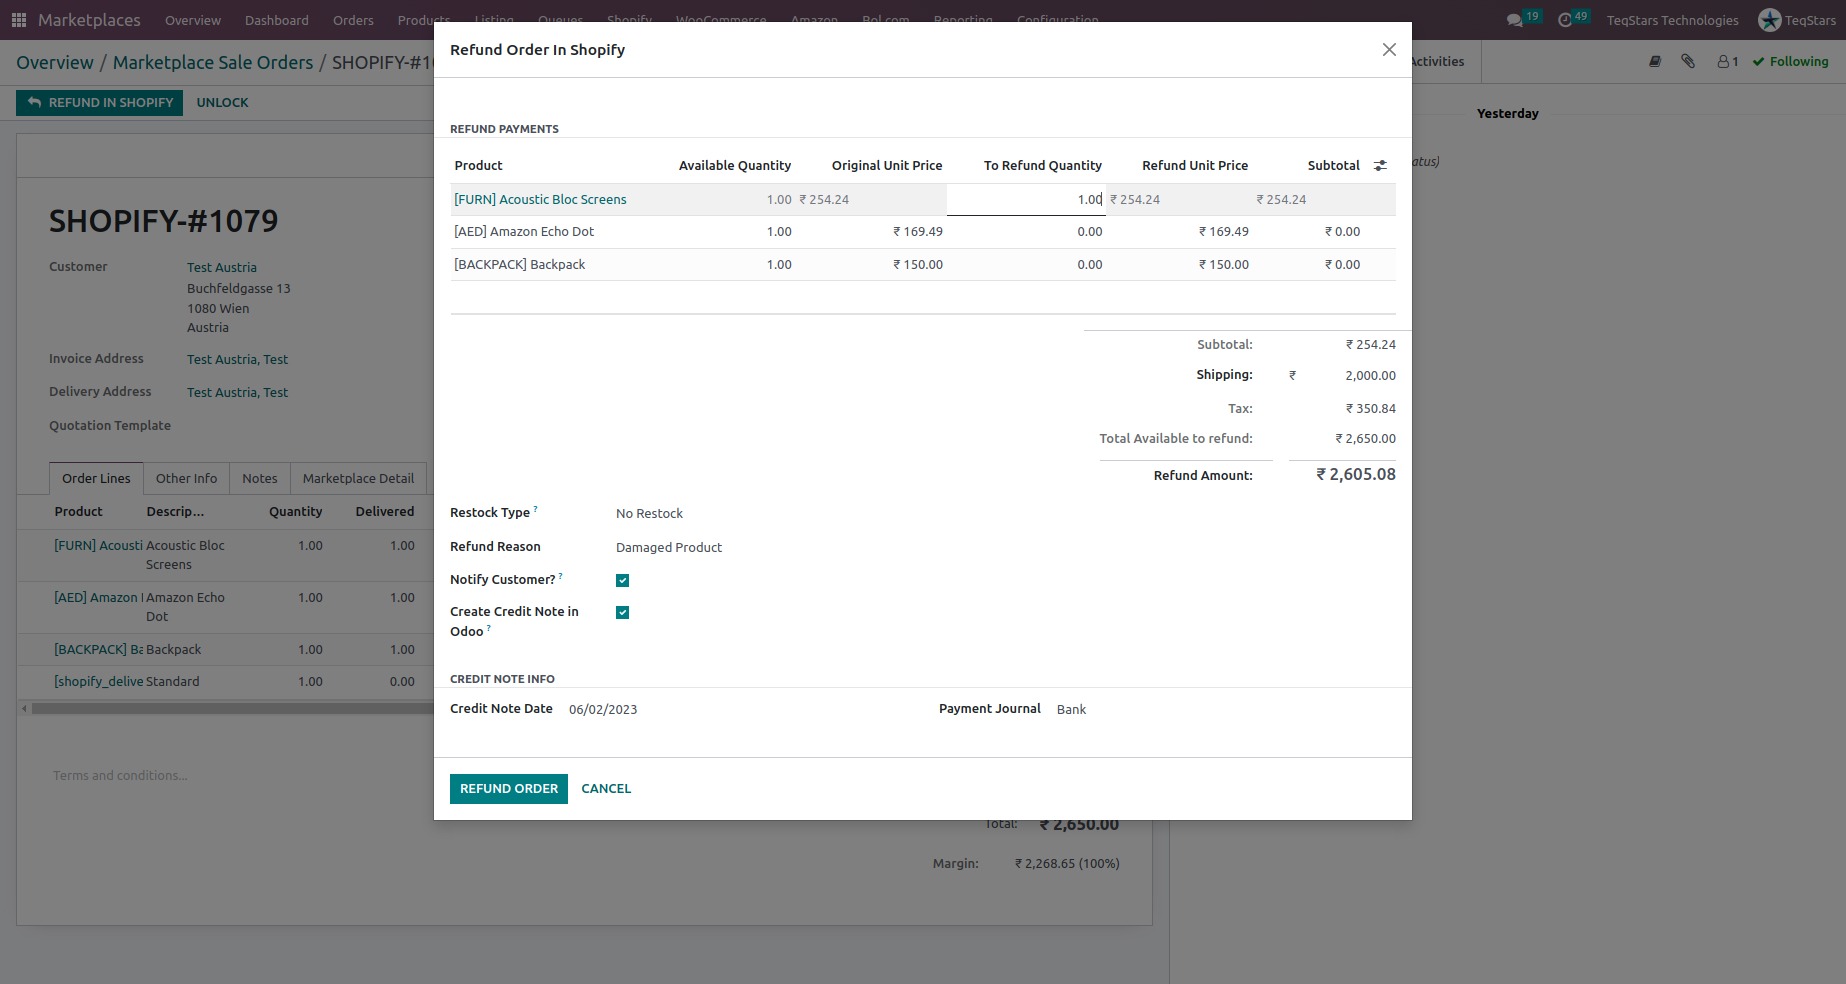 Marketplaces Overview Dashboard Orders Products Listing Queues Shopify WooCommerce Amazon Bol.com Reporting Configuration 19 49 TeqStars Technologies TeqStars
Overview / Marketplace Sale Orders / SHOPIFY-#10
Activities 1 Following
REFUND IN SHOPIFY UNLOCK
Yesterday
atus)
SHOPIFY-#1079
Customer Test Austria
Buchfeldgasse 13
1080 Wien
Austria
Invoice Address Test Austria, Test
Delivery Address Test Austria, Test
Quotation Template
Order Lines Other Info Notes Marketplace Detail
Product Descrip... Quantity Delivered
[FURN] Acousti Acoustic Bloc Screens 1.00 1.00
[AED] Amazon Amazon Echo Dot 1.00 1.00
[BACKPACK] Ba Backpack 1.00 1.00
[shopify_delive Standard 1.00 0.00
Terms and conditions...
Total: ₹ 2,650.00
Margin: ₹ 2,268.65 (100%)
Refund Order In Shopify
REFUND PAYMENTS
Product Available Quantity Original Unit Price To Refund Quantity Refund Unit Price Subtotal
[FURN] Acoustic Bloc Screens 1.00 ₹ 254.24 1.00 ₹ 254.24 ₹ 254.24
[AED] Amazon Echo Dot 1.00 ₹ 169.49 0.00 ₹ 169.49 ₹ 0.00
[BACKPACK] Backpack 1.00 ₹ 150.00 0.00 ₹ 150.00 ₹ 0.00
Subtotal: ₹ 254.24
Shipping: ₹ 2,000.00
Tax: ₹ 350.84
Total Available to refund: ₹ 2,650.00
Refund Amount: ₹ 2,605.08
Restock Type ? No Restock
Refund Reason Damaged Product
Notify Customer? ?
Create Credit Note in
Odoo ?
CREDIT NOTE INFO
Credit Note Date 06/02/2023 Payment Journal Bank
REFUND ORDER CANCEL